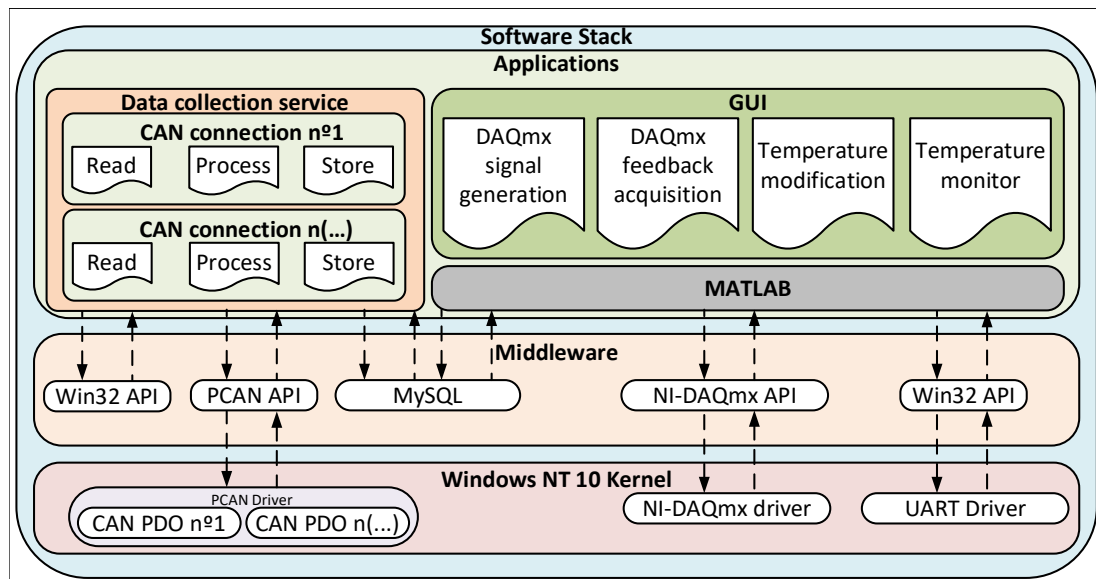 Software Stack
Applications
Data collection service
CAN connection nº1
Read
Process
Store
CAN connection n(...)
Read
Process
Store
GUI
DAQmx
signal
generation
DAQmx
feedback
acquisition
Temperature
modification
Temperature
monitor
MATLAB
Middleware
Win32 API
PCAN API
MySQL
NI-DAQmx API
Win32 API
Windows NT 10 Kernel
PCAN Driver
CAN PDO nº1
CAN PDO n(...)
NI-DAQmx driver
UART Driver